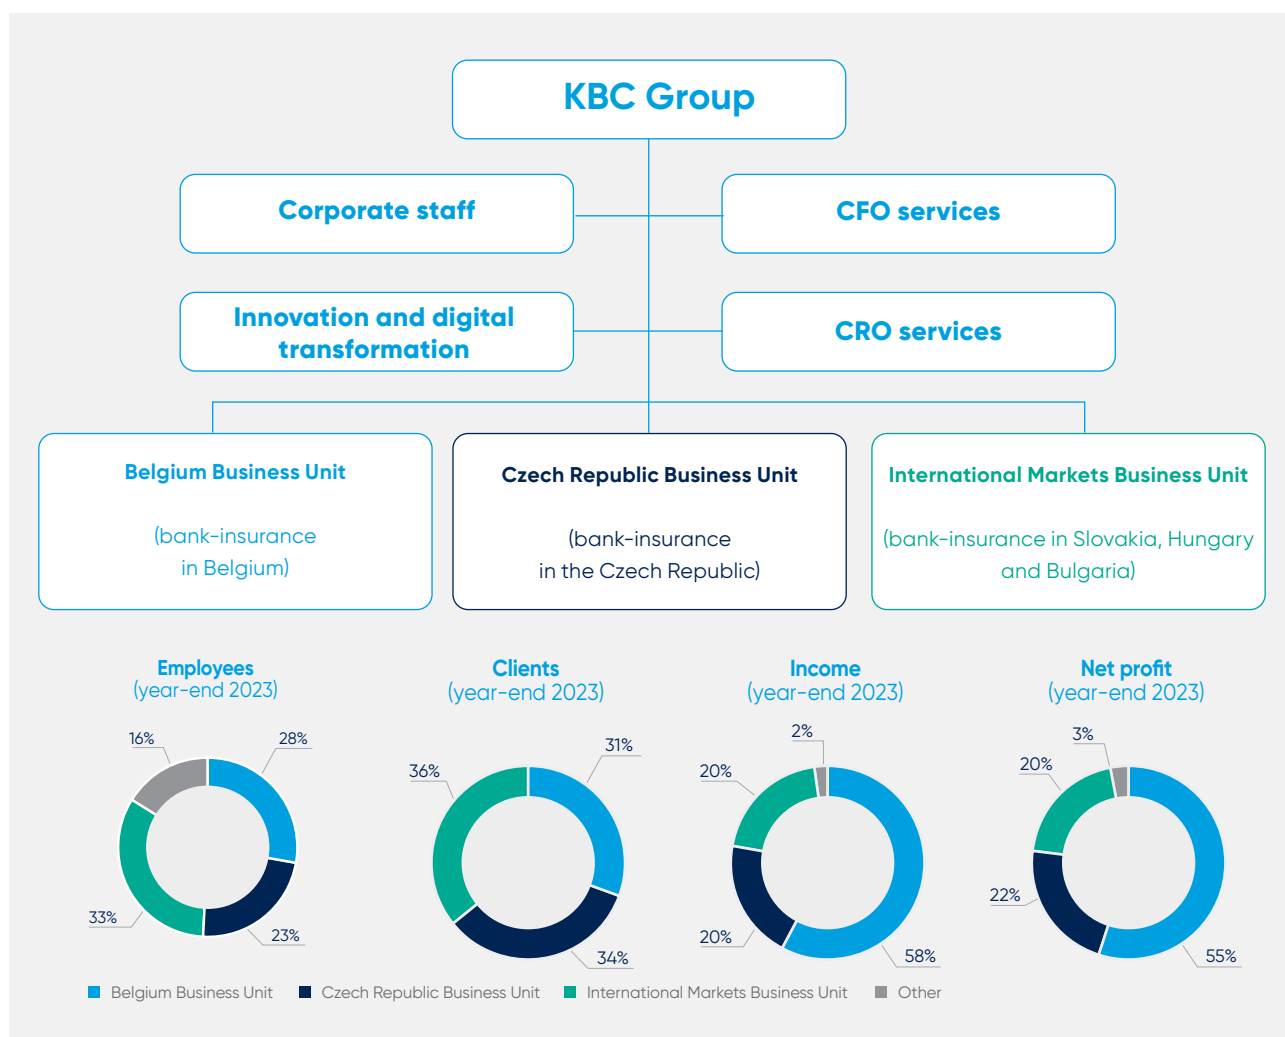 KBC Group
Corporate staff
CFO services
Innovation and digital
transformation
CRO services
Belgium Business Unit
(bank-insurance
in Belgium)
Czech Republic Business Unit
(bank-insurance
in the Czech Republic)
International Markets Business Unit
(bank-insurance in Slovakia, Hungary
and Bulgaria)
Employees
(year-end 2023)
16%
28%
33%
23%
Clients
(year-end 2023)
31%
36%
34%
Income
(year-end 2023)
2%
20%
20%
58%
Net profit
(year-end 2023)
3%
20%
22%
55%
Belgium Business Unit
Czech Republic Business Unit
International Markets Business Unit
Other